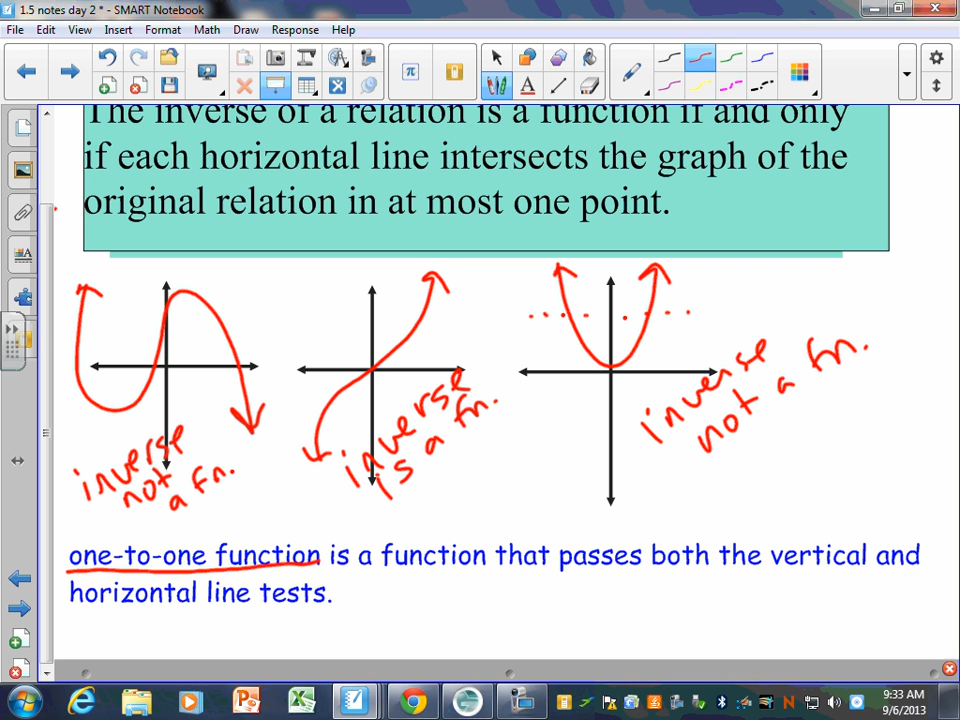 1.5 notes day 2 * - SMART Notebook
File Edit View Insert Format Math Draw Response Help
The inverse of a relation is a function if and only
if each horizontal line intersects the graph of the
original relation in at most one point.
inverse
not
a fn.
inverse
is a fn.
inverse
not a fn.
one-to-one function is a function that passes both the vertical and
horizontal line tests.
9:33 AM
9/6/2013